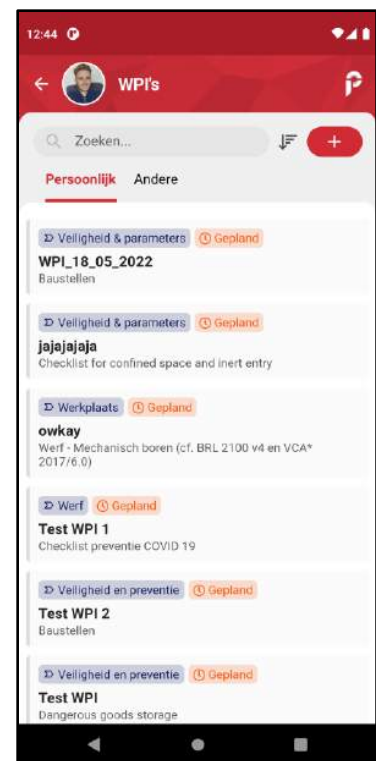 12:44
WPI's
Zoeken...
Persoonlijk Andere
Veiligheid & parameters Gepland
WPI_18_05_2022
Baustellen
Veiligheid & parameters Gepland
jajajajaja
Checklist for confined space and inert entry
Werkplaats Gepland
owkay
Werf - Mechanisch boren (cf. BRL 2100 v4 en VCA*
2017/6.0)
Werf Gepland
Test WPI 1
Checklist preventie COVID 19
Veiligheid en preventie Gepland
Test WPI 2
Baustellen
Veiligheid en preventie Gepland
Test WPI
Dangerous goods storage